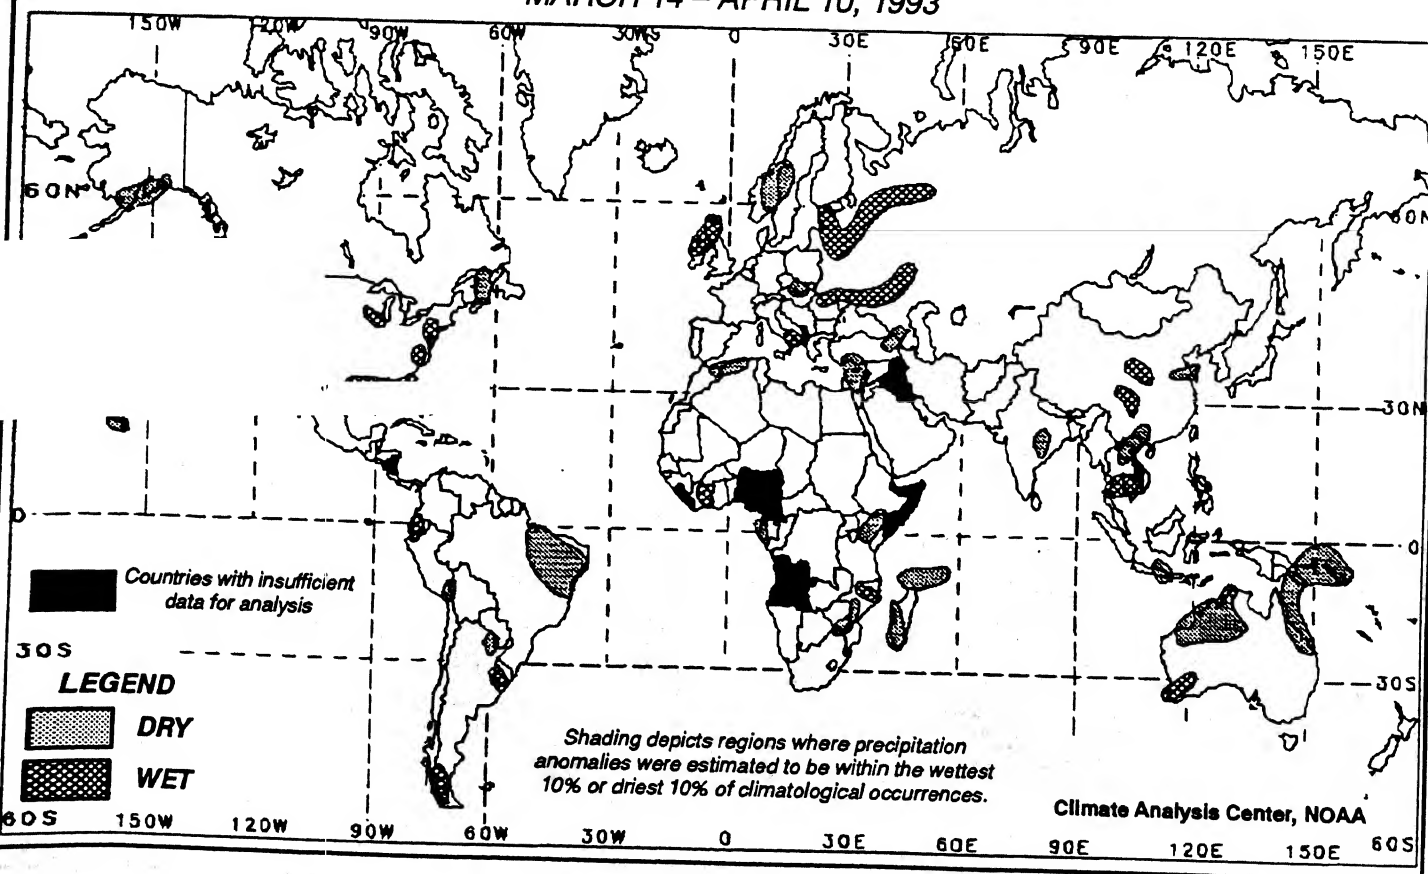 MARCH 14 – APRIL 10, 1993
150W 120W 90W 60W 30W 0 30E 60E 90E 120E 150E
60N 60N
30N
0 0
Countries with insufficient
data for analysis
30S 30S
LEGEND
DRY
WET
Shading depicts regions where precipitation
anomalies were estimated to be within the wettest
10% or driest 10% of climatological occurrences.
Climate Analysis Center, NOAA
60S 150W 120W 90W 60W 30W 0 30E 60E 90E 120E 150E 60S